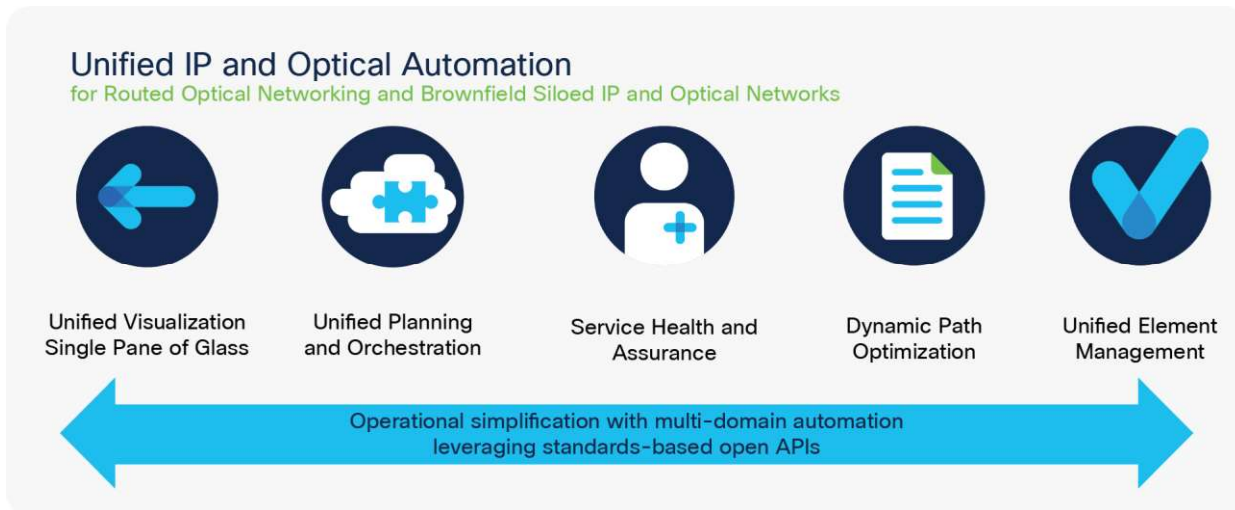 Unified IP and Optical Automation
for Routed Optical Networking and Brownfield Siloed IP and Optical Networks
Unified Visualization
Single Pane of Glass
Unified Planning
and Orchestration
Service Health and
Assurance
Dynamic Path
Optimization
Unified Element
Management
Operational simplification with multi-domain automation
leveraging standards-based open APIs